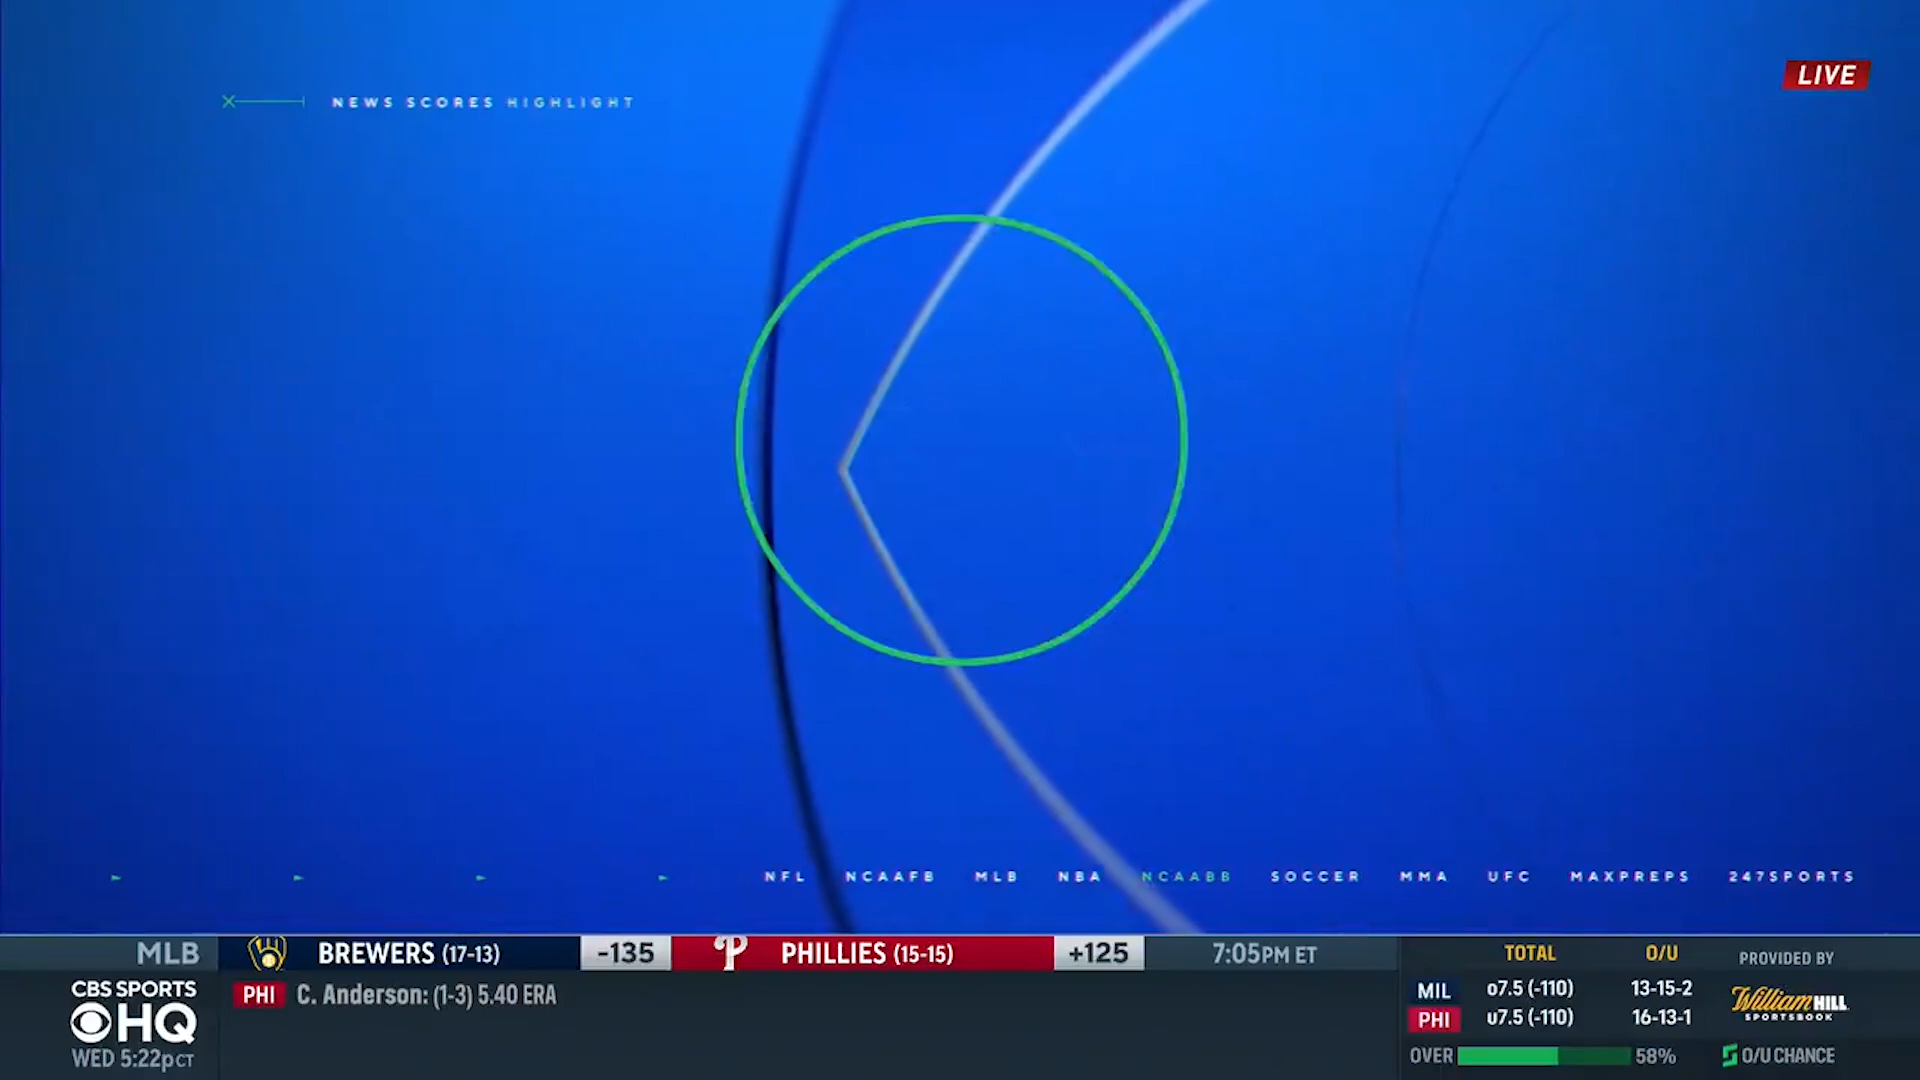 NEWS SCORES HIGHLIGHT
LIVE
NFL NCAAFB MLB NBA NCAABB SOCCER MMA UFC MAXPREPS 247SPORTS
MLB BREWERS (17-13) -135 P PHILLIES (15-15) +125 7:05PM ET
PHI C. Anderson: (1-3) 5.40 ERA
CBS SPORTS
HQ
WED 5:22PCT
TOTAL O/U
MIL o7.5 (-110) 13-15-2
PHI u7.5 (-110) 16-13-1
OVER 58% O/U CHANCE
PROVIDED BY
William HILL
SPORTSBOOK